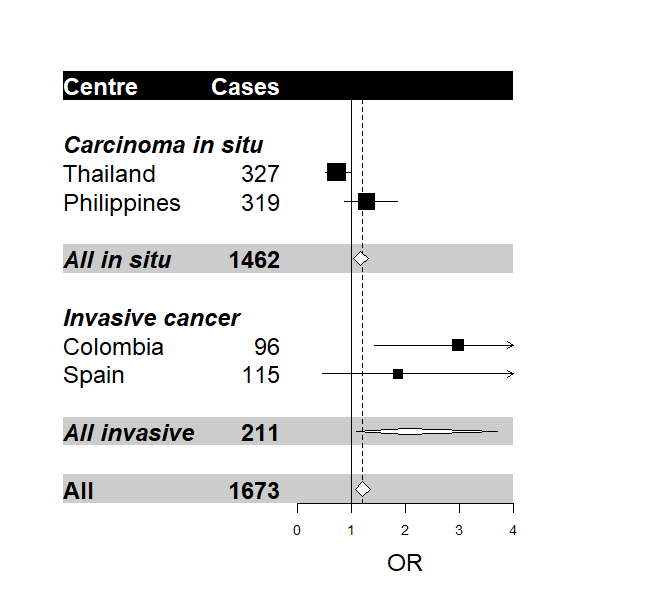 Centre Cases
Carcinoma in situ
Thailand 327
Philippines 319
All in situ 1462
Invasive cancer
Colombia 96
Spain 115
All invasive 211
All 1673
0 1 2 3 4
OR